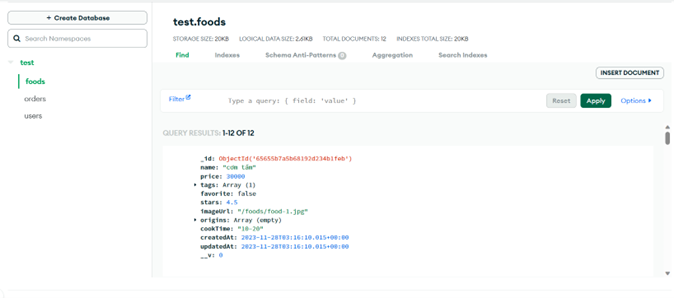 + Create Database
Search Namespaces
test
foods
orders
users
test.foods
STORAGE SIZE: 20KB LOGICAL DATA SIZE: 2.61KB TOTAL DOCUMENTS: 12 INDEXES TOTAL SIZE: 20KB
Find Indexes Schema Anti-Patterns 0 Aggregation Search Indexes
INSERT DOCUMENT
Filter Type a query: { field: 'value' } Reset Apply Options
QUERY RESULTS: 1-12 OF 12
_id: ObjectId('65655b7a5b68192d234b1feb')
name: "cơm tấm"
price: 30000
tags: Array (1)
favorite: false
stars: 4.5
imageUrl: "/foods/food-1.jpg"
origins: Array (empty)
cookTime: "10-20"
createdAt: 2023-11-28T03:16:10.015+00:00
updatedAt: 2023-11-28T03:16:10.015+00:00
__v: 0